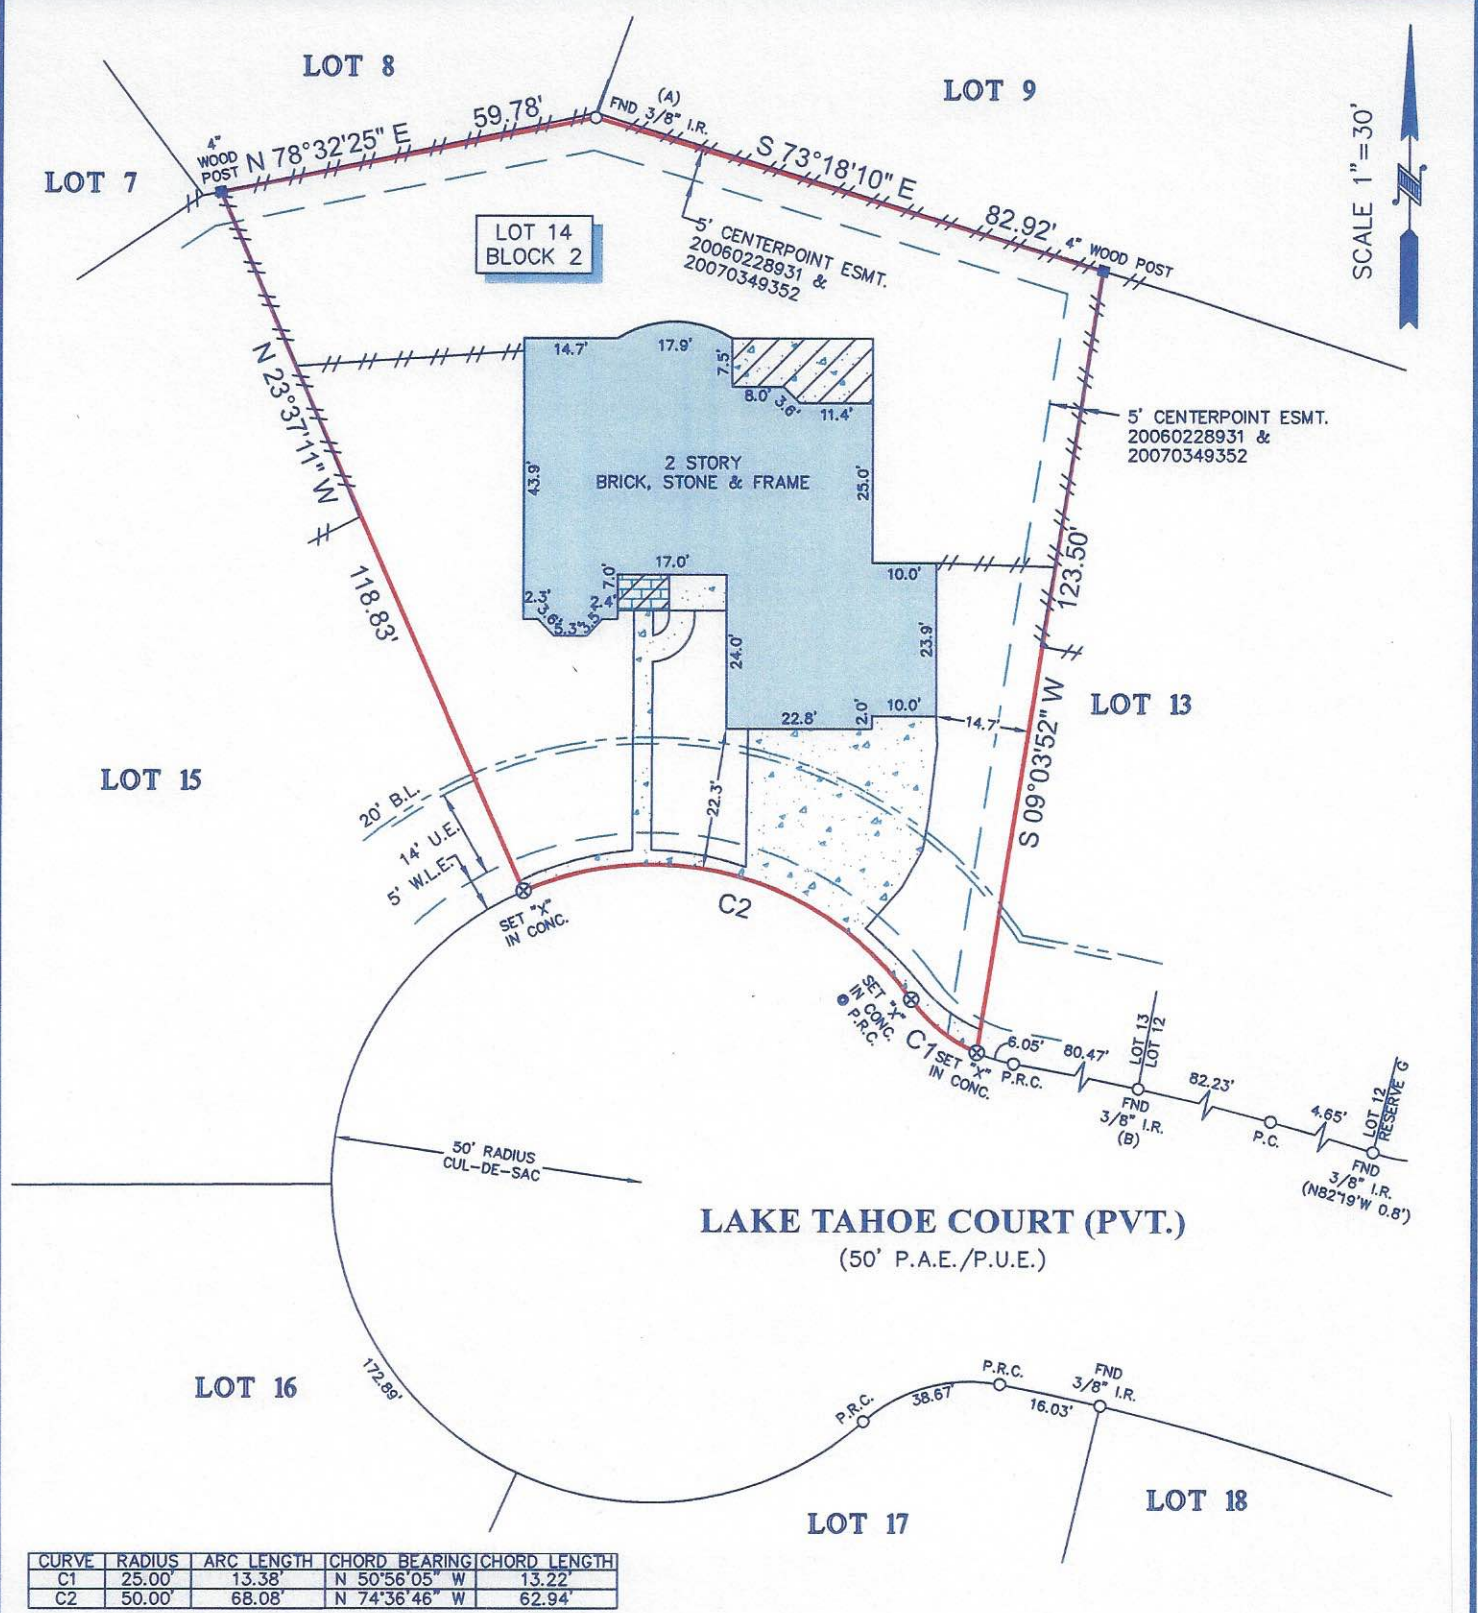 LOT 8
LOT 9
(A)
FND 3/8" I.R.
59.78'
N 78°32'25" E
4"
WOOD
POST
LOT 7
S 73°18'10" E
82.92'
4" WOOD POST
SCALE 1"=30'
LOT 14
BLOCK 2
5' CENTERPOINT ESMT.
20060228931 &
20070349352
14.7'
17.9'
7.5'
8.0'
3.6'
11.4'
N 23°37'11" W
5' CENTERPOINT ESMT.
20060228931 &
20070349352
2 STORY
BRICK, STONE & FRAME
43.9'
25.0'
123.50'
17.0'
10.0'
7.0'
2.3'
3.6'
5.3'
3.5'
2.4'
118.83'
24.0'
23.9'
LOT 13
22.8'
2.0'
10.0'
14.7'
S 09°03'52" W
LOT 15
20' B.L.
14' U.E.
5' W.L.E.
22.3'
SET "X"
IN CONC.
C2
SET "X"
IN CONC.
@ P.R.C.
C1
SET "X"
IN CONC.
6.05'
P.R.C.
80.47'
LOT 13
LOT 12
FND
3/8" I.R.
(B)
82.23'
P.C.
4.65'
LOT 12
RESERVE G
FND
3/8" I.R.
(N82°19'W 0.8')
50' RADIUS
CUL-DE-SAC
LAKE TAHOE COURT (PVT.)
(50' P.A.E./P.U.E.)
LOT 16
172.89'
P.R.C.
38.67'
P.R.C.
16.03'
FND
3/8" I.R.
LOT 17
LOT 18
CURVE RADIUS ARC LENGTH CHORD BEARING CHORD LENGTH
C1 25.00' 13.38' N 50°56'05" W 13.22'
C2 50.00' 68.08' N 74°36'46" W 62.94'